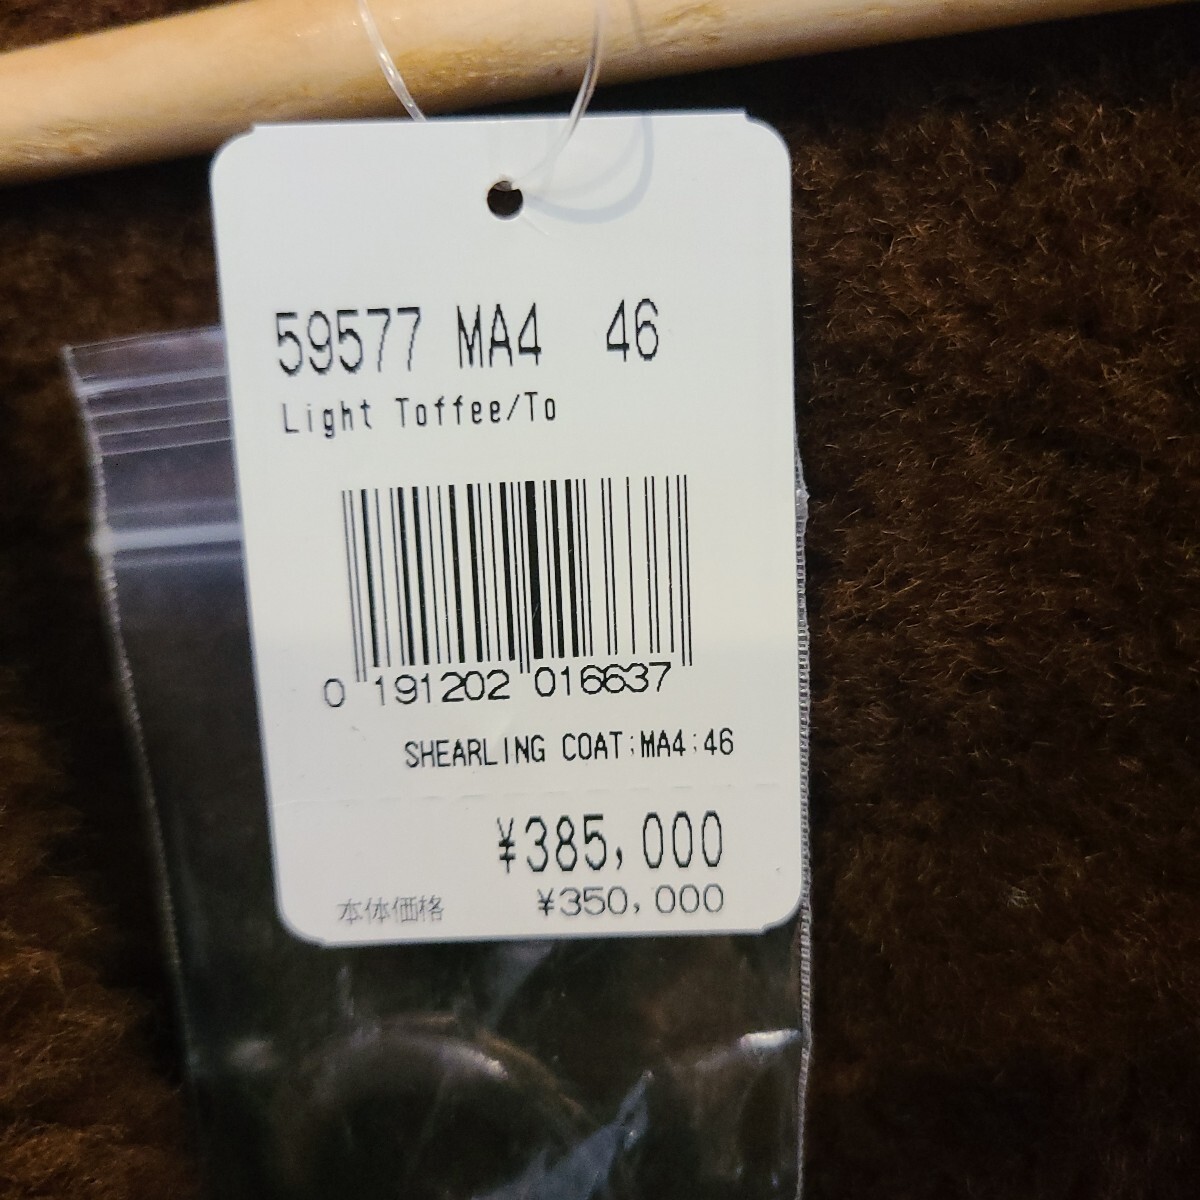 59577 MA4 46
Light Toffee/To
0 191202 016637
SHEARLING COAT;MA4;46
¥385,000
本体価格 ¥350,000